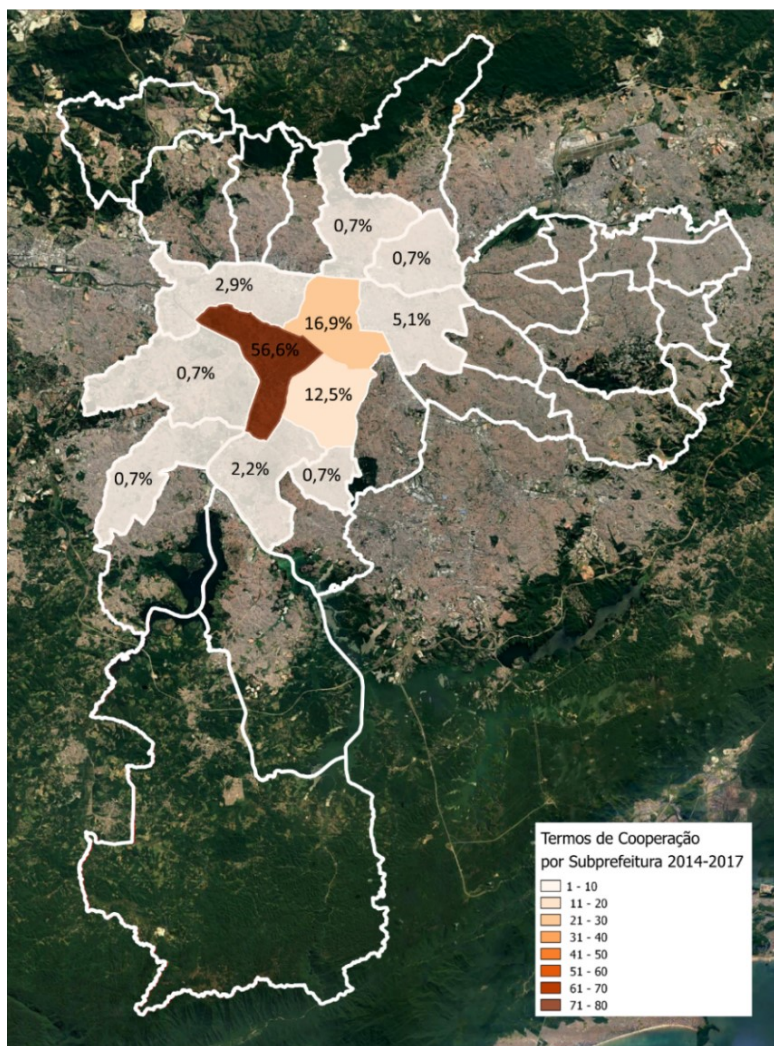 0,7%
0,7%
2,9%
16,9%
5,1%
56,6%
0,7%
12,5%
0,7%
2,2%
0,7%
Termos de Cooperação
por Subprefeitura 2014-2017
1 - 10
11 - 20
21 - 30
31 - 40
41 - 50
51 - 60
61 - 70
71 - 80